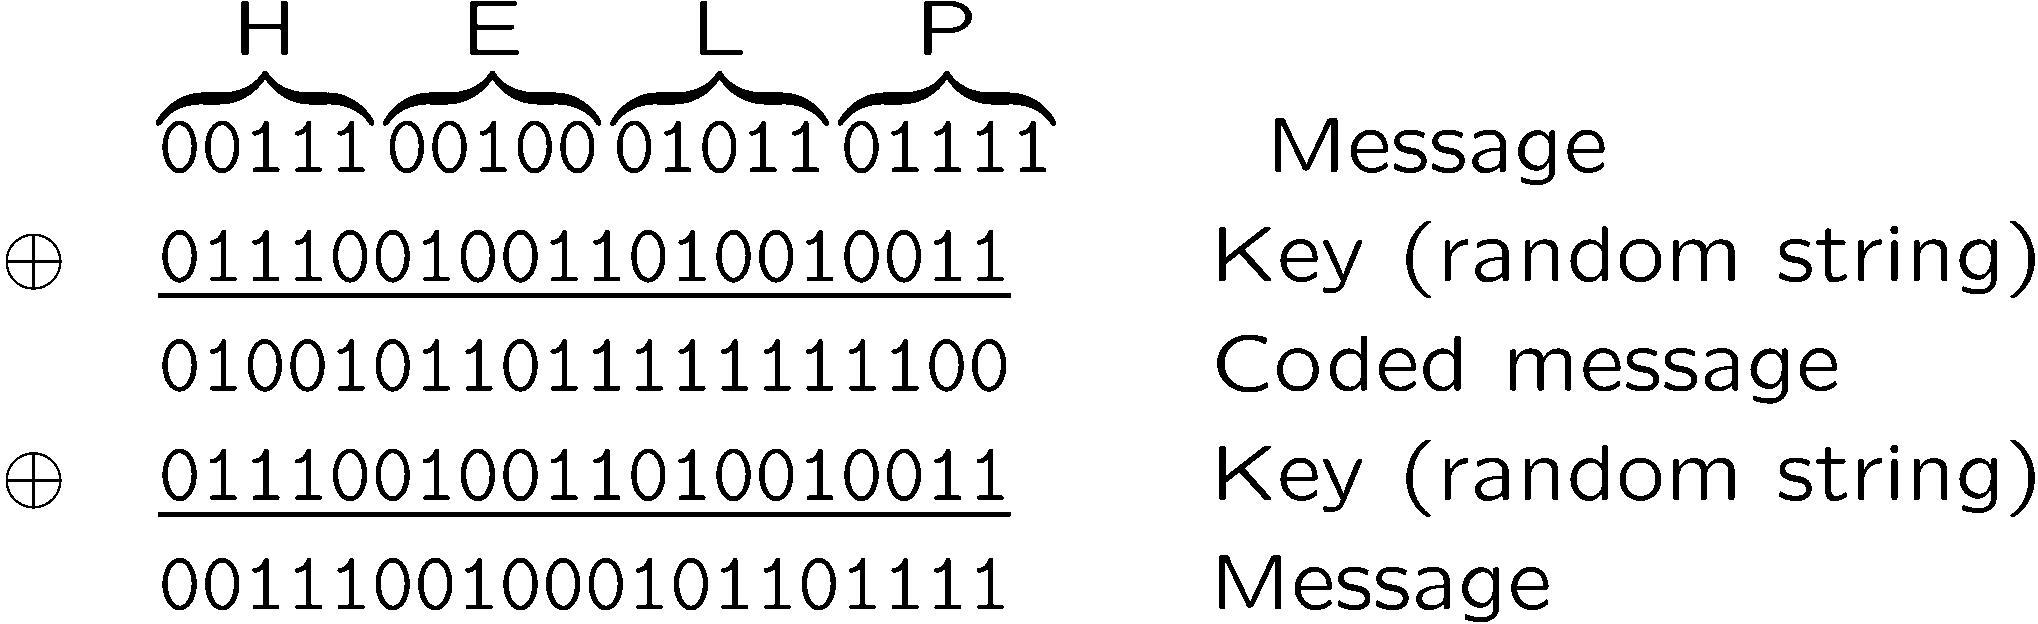 H E L P
00111 00100 01011 01111 Message
⊕ 01110010011010010011 Key (random string)
01001011011111111100 Coded message
⊕ 01110010011010010011 Key (random string)
00111001000101101111 Message